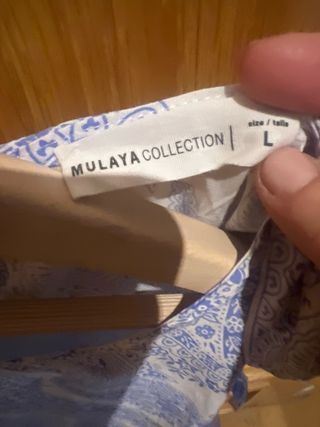 MULAYA COLLECTION
size / talla
L